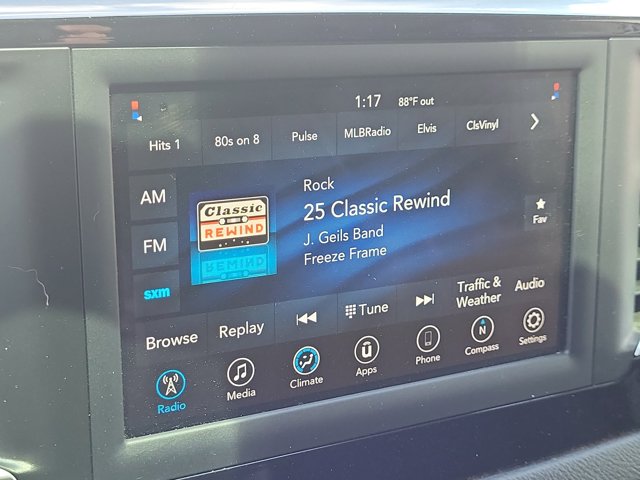 1:17 88°F out
Hits 1 80s on 8 Pulse MLBRadio Elvis ClsVinyl
AM
FM
sxm
Classic
REWIND
REWIND
Rock
25 Classic Rewind
J. Geils Band
Freeze Frame
Fav
Browse Replay Tune Traffic &
Weather Audio
Radio Media Climate Apps Phone Compass Settings
N